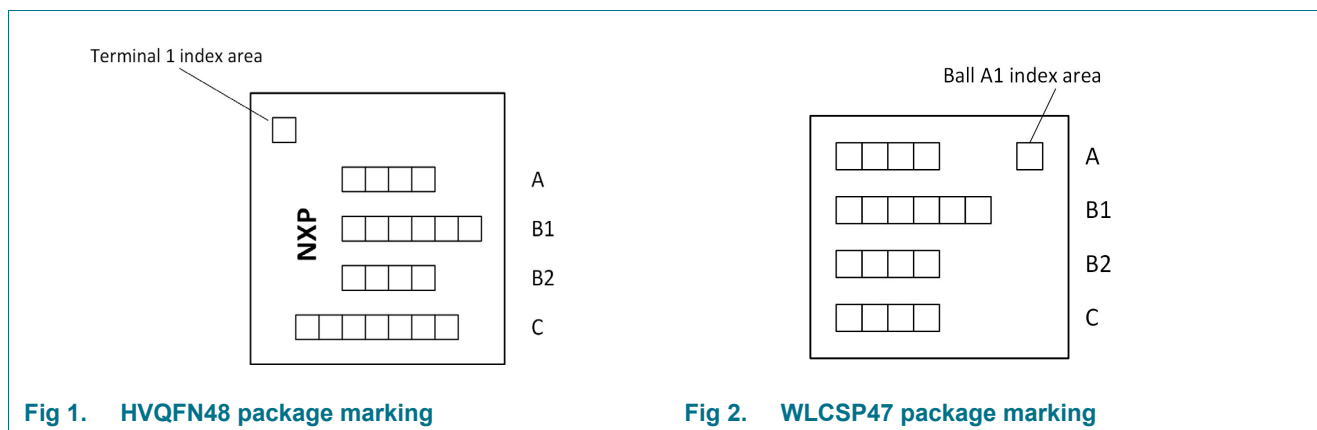 Terminal 1 index area
NXP
A
B1
B2
C
Fig 1. HVQFN48 package marking
Ball A1 index area
A
B1
B2
C
Fig 2. WLCSP47 package marking